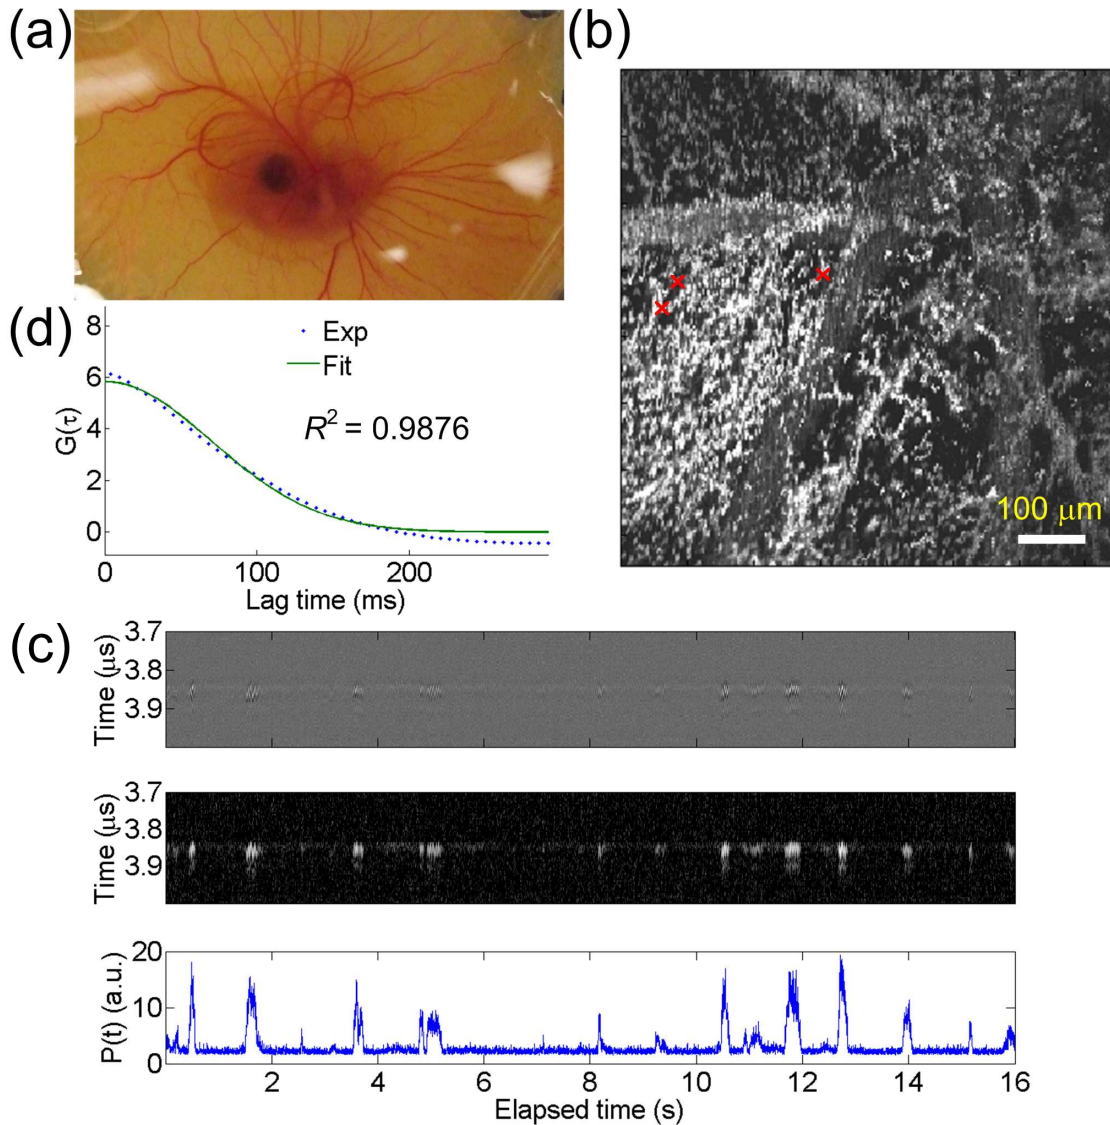 (a)
(b)
100 μm
(d)
8
6
4
2
0
G(τ)
Exp
Fit
R² = 0.9876
0
100
200
Lag time (ms)
(c)
3.7
3.8
3.9
Time (μs)
3.7
3.8
3.9
Time (μs)
20
10
0
P(t) (a.u.)
2 4 6 8 10 12 14 16
Elapsed time (s)